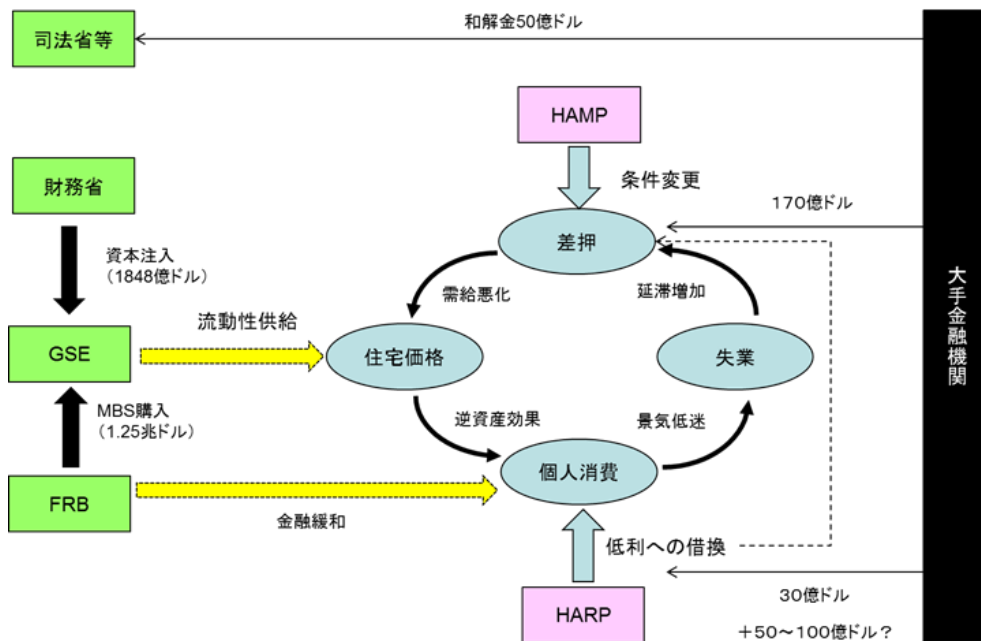 和解金50億ドル
司法省等
HAMP
条件変更
財務省
170億ドル
差押
資本注入
（1848億ドル）
需給悪化
延滞増加
大手金融機関
流動性供給
GSE
住宅価格
失業
MBS購入
（1.25兆ドル）
逆資産効果
景気低迷
個人消費
FRB
金融緩和
低利への借換
30億ドル
HARP
＋50～100億ドル？